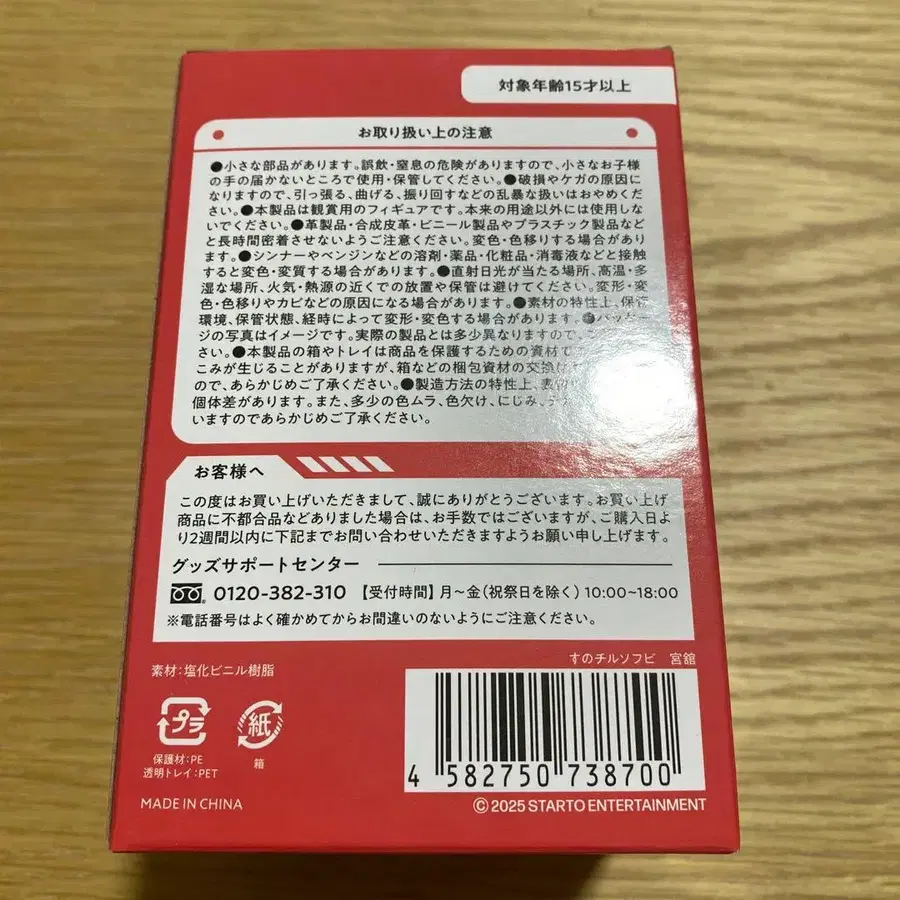 対象年齢15才以上
お取り扱い上の注意
●小さな部品があります。誤飲・窒息の危険がありますので、小さなお子様
の手の届かないところで使用・保管してください。●破損やケガの原因に
なりますので、引っ張る、曲げる、振り回すなどの乱暴な扱いはおやめくだ
さい。●本製品は観賞用のフィギュアです。本来の用途以外には使用しな
いでください。●革製品・合成皮革・ビニール製品やプラスチック製品など
と長時間密着させないようご注意ください。変色・色移りする場合があり
ます。●シンナーやベンジンなどの溶剤・薬品・化粧品・消毒液などと接触
すると変色・変質する場合があります。●直射日光が当たる場所、高温・多
湿な場所、火気・熱源の近くでの放置や保管は避けてください。変形・変
色・色移りやカビなどの原因になる場合があります。●素材の特性上、保管
環境、保管状態、経時によって変形・変色する場合があります。●パッケー
ジの写真はイメージです。実際の製品とは多少異なりますので
さい。●本製品の箱やトレイは商品を保護するための資材で
こみが生じることがありますが、箱などの梱包資材の交換は
ので、あらかじめご了承ください。●製造方法の特性上、表
個体差があります。また、多少の色ムラ、色欠け、にじみ、
いますのであらかじめご了承ください。
お客様へ
この度はお買い上げいただきまして、誠にありがとうございます。お買い上げ
商品に不都合品などありました場合は、お手数ではございますが、ご購入日よ
り2週間以内に下記までお問い合わせいただきますようお願い申し上げます。
グッズサポートセンター
0120-382-310 【受付時間】月~金(祝祭日を除く) 10:00~18:00
※電話番号はよく確かめてからお間違いのないようにご注意ください。
すのチルソフビ 宮舘
素材:塩化ビニル樹脂
プラ
紙
保護材:PE
透明トレイ:PET
箱
4 582750 738700
MADE IN CHINA
©2025 STARTO ENTERTAINMENT